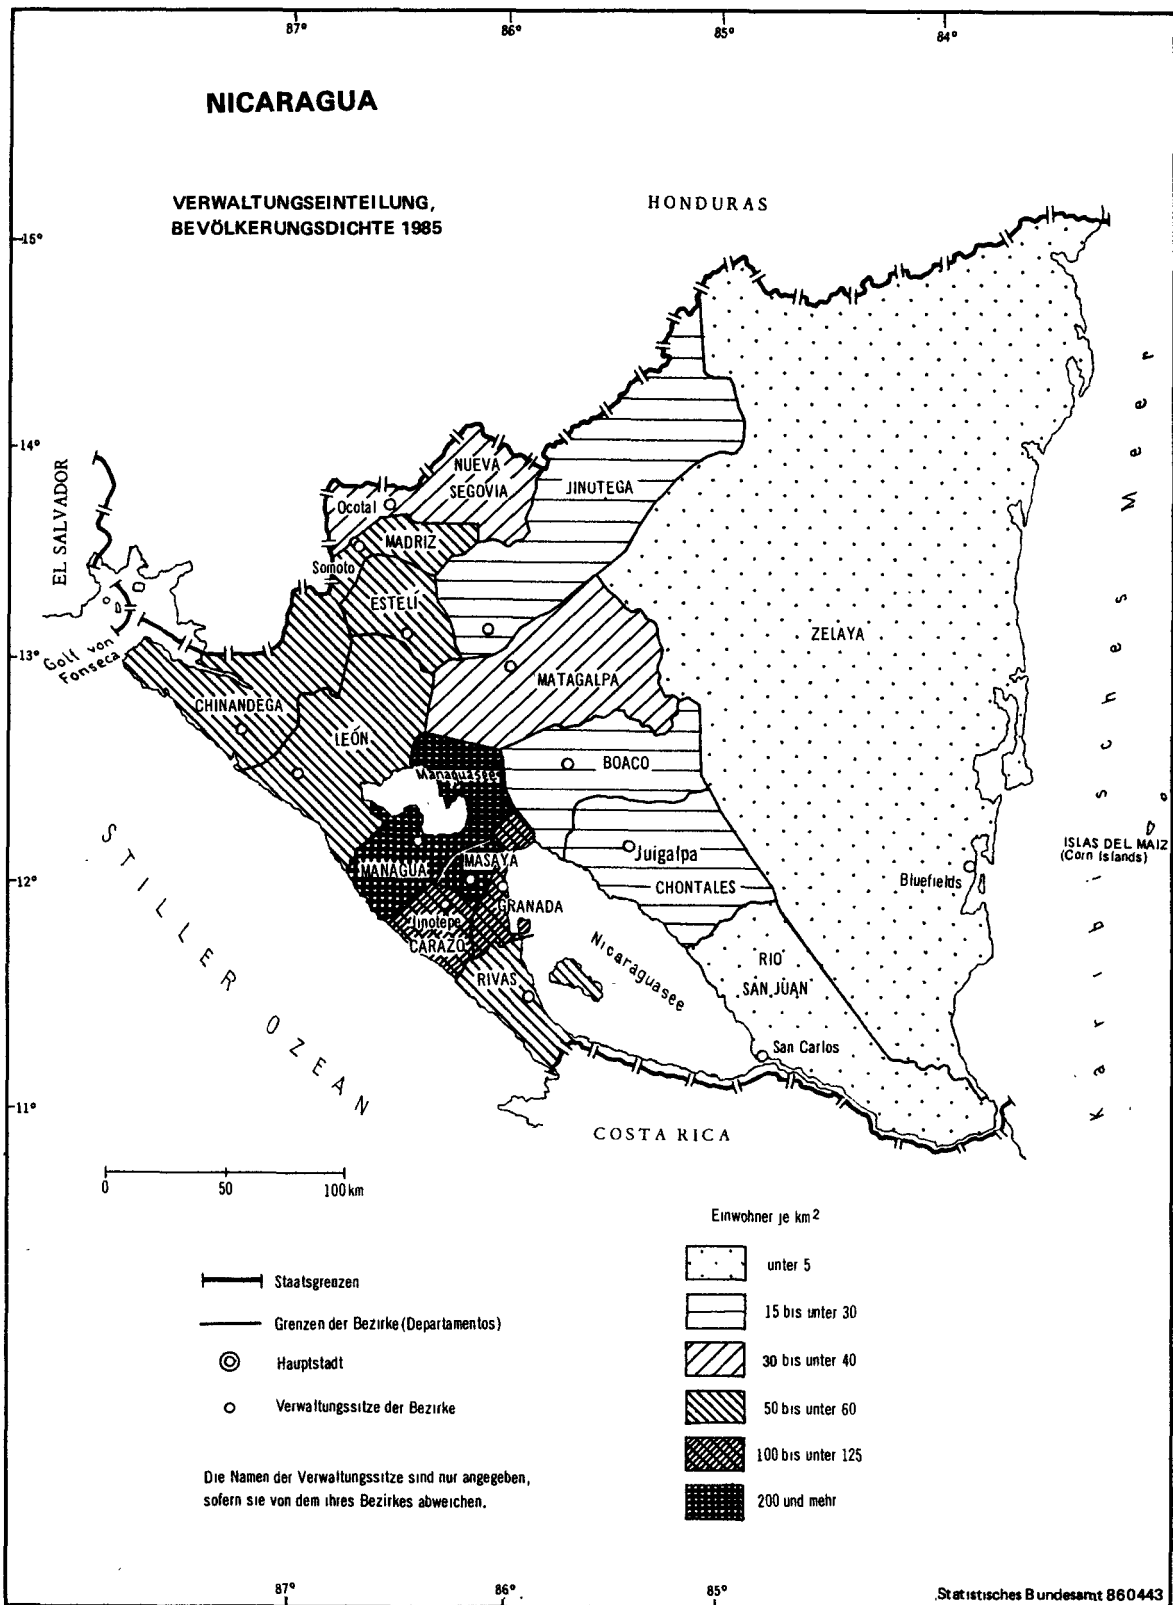 87°
86°
85°
84°
NICARAGUA
VERWALTUNGSEINTEILUNG,
BEVÖLKERUNGSDICHTE 1985
HONDURAS
15°
14°
13°
12°
11°
EL SALVADOR
Golf von
Fonseca
NUEVA
SEGOVIA
Ocotal
JINUTEGA
MADRIZ
Somoto
ESTELÍ
ZELAYA
MATAGALPA
CHINANDEGA
LEÓN
BOACO
Managuasee
MASAYA
MANAGUA
Juigalpa
CHONTALES
GRANADA
Jinotepe
CARAZO
RIVAS
Nicaraguasee
RIO
SAN JUAN
San Carlos
Bluefields
ISLAS DEL MAIZ
(Corn Islands)
Karibisches Meer
STILLER OZEAN
COSTA RICA
0 50 100 km
Staatsgrenzen
Grenzen der Bezirke (Departamentos)
Hauptstadt
Verwaltungssitze der Bezirke
Die Namen der Verwaltungssitze sind nur angegeben,
sofern sie von dem ihres Bezirkes abweichen.
Einwohner je km²
unter 5
15 bis unter 30
30 bis unter 40
50 bis unter 60
100 bis unter 125
200 und mehr
87°
86°
85°
Statistisches Bundesamt 860443